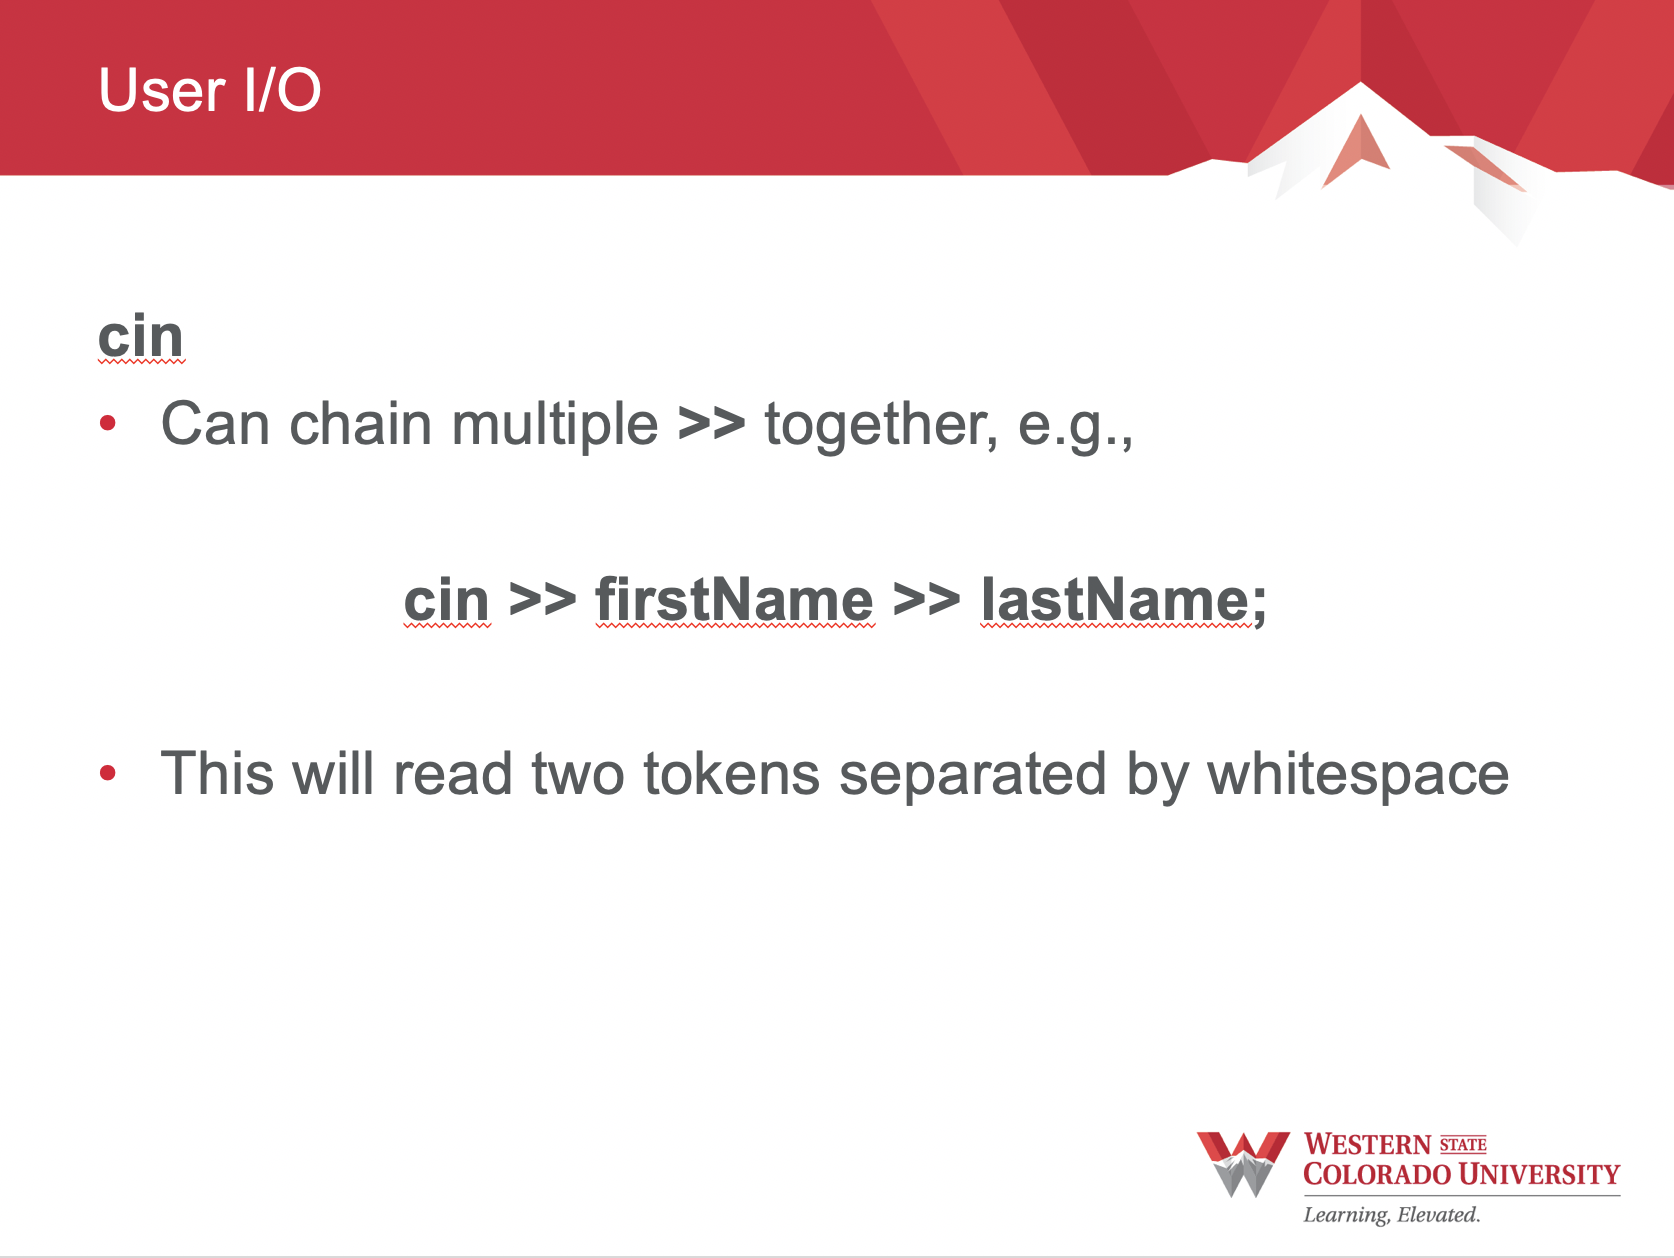 User I/O
cin
• Can chain multiple >> together, e.g.,
cin >> firstName >> lastName;
• This will read two tokens separated by whitespace
WESTERN STATE
COLORADO UNIVERSITY
Learning, Elevated.